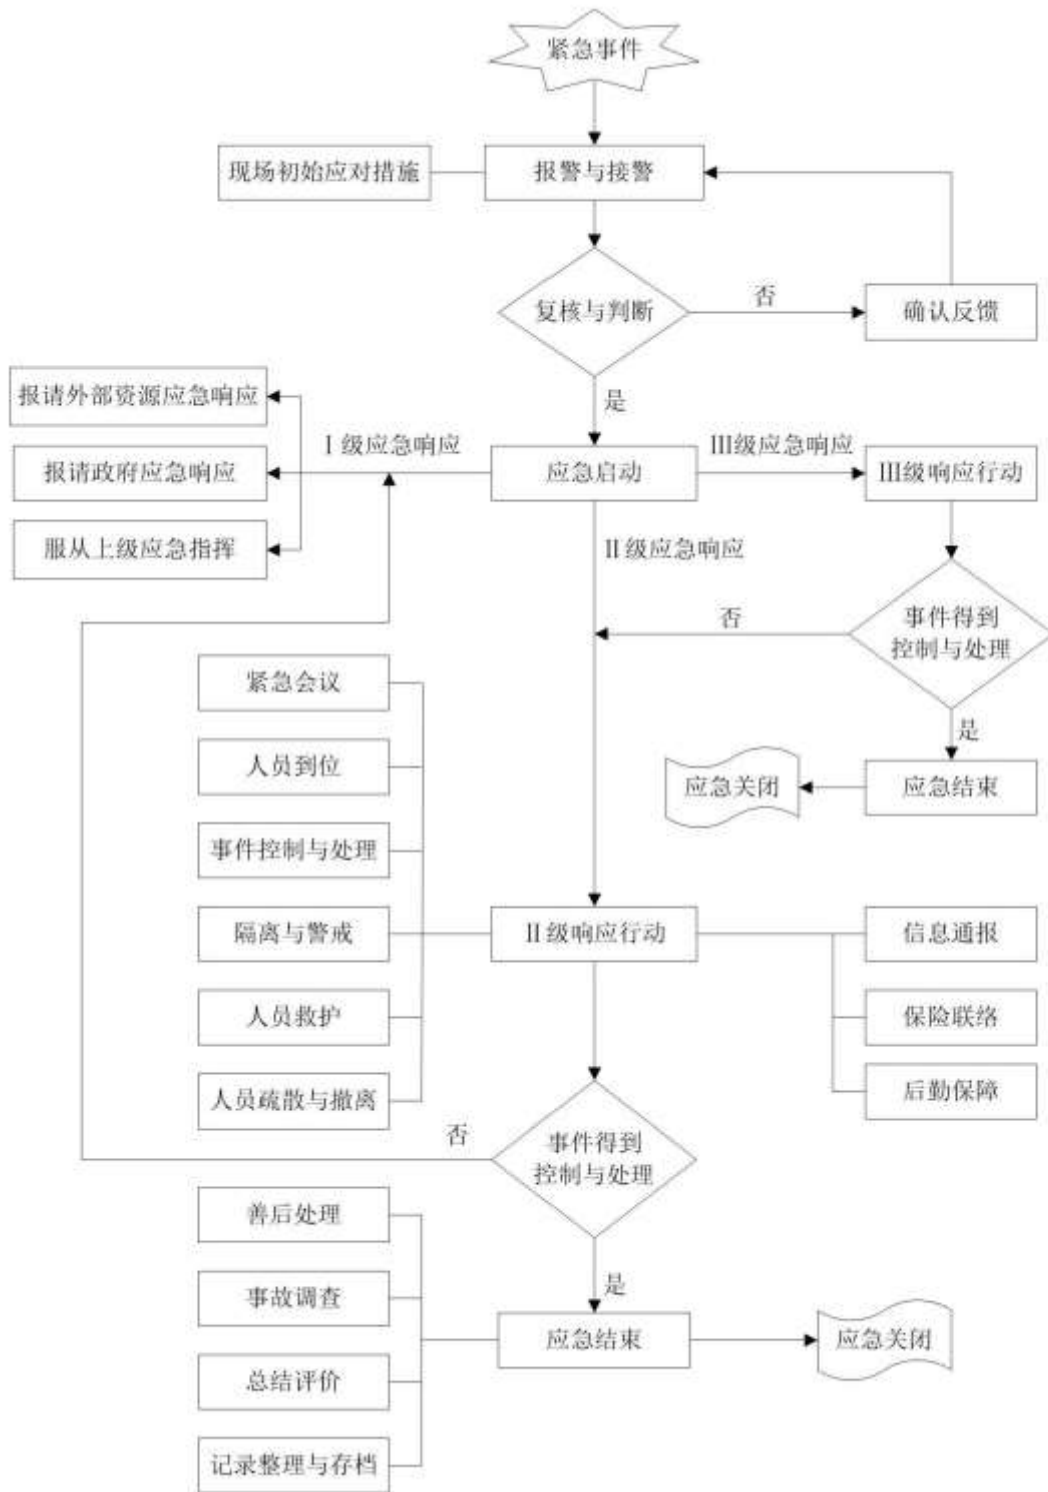 紧急事件
现场初始应对措施
报警与接警
复核与判断
否
确认反馈
是
报请外部资源应急响应
Ⅰ级应急响应
Ⅲ级应急响应
报请政府应急响应
应急启动
Ⅲ级响应行动
服从上级应急指挥
Ⅱ级应急响应
否
事件得到
控制与处理
紧急会议
是
人员到位
应急关闭
应急结束
事件控制与处理
隔离与警戒
Ⅱ级响应行动
信息通报
人员救护
保险联络
人员疏散与撤离
后勤保障
否
事件得到
控制与处理
善后处理
是
事故调查
应急结束
应急关闭
总结评价
记录整理与存档